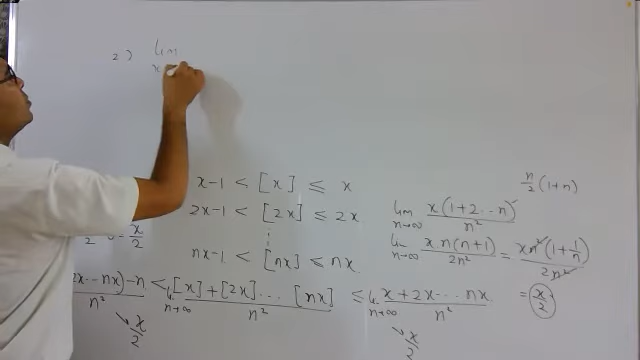 2) lim
x
n/2 (1+n)
x-1 < [x] ≤ x
2x-1 < [2x] ≤ 2x
⋮
nx-1 < [nx] ≤ nx
lim n→∞ x(1+2...n)/n²
lim n→∞ x.n(n+1)/2n² = xn²(1+1/n)/2n²
= x/2
x/2
2x...nx)-n/n² < lim n→∞ [x]+[2x]...[nx]/n² ≤ lim n→∞ x+2x...nx/n²
→ x/2
→ x/2